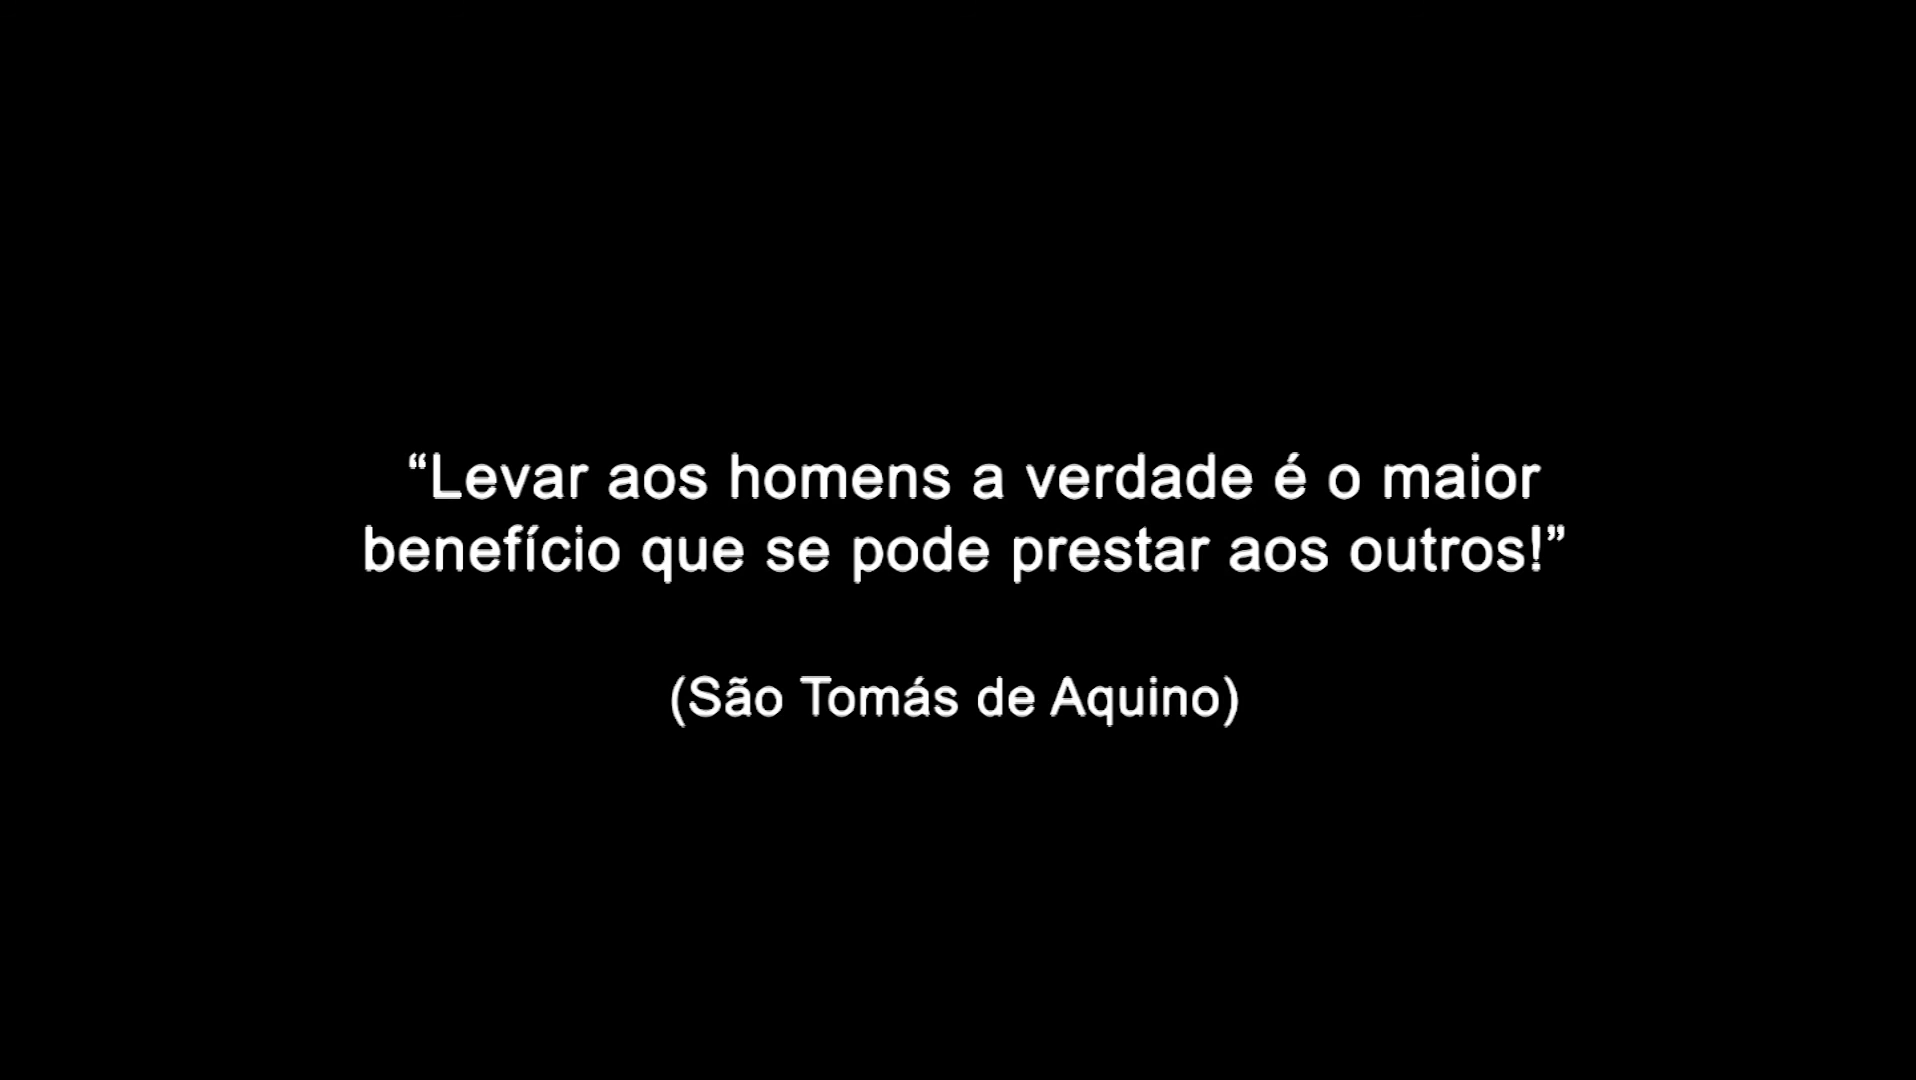 “Levar aos homens a verdade é o maior
benefício que se pode prestar aos outros!”
(São Tomás de Aquino)